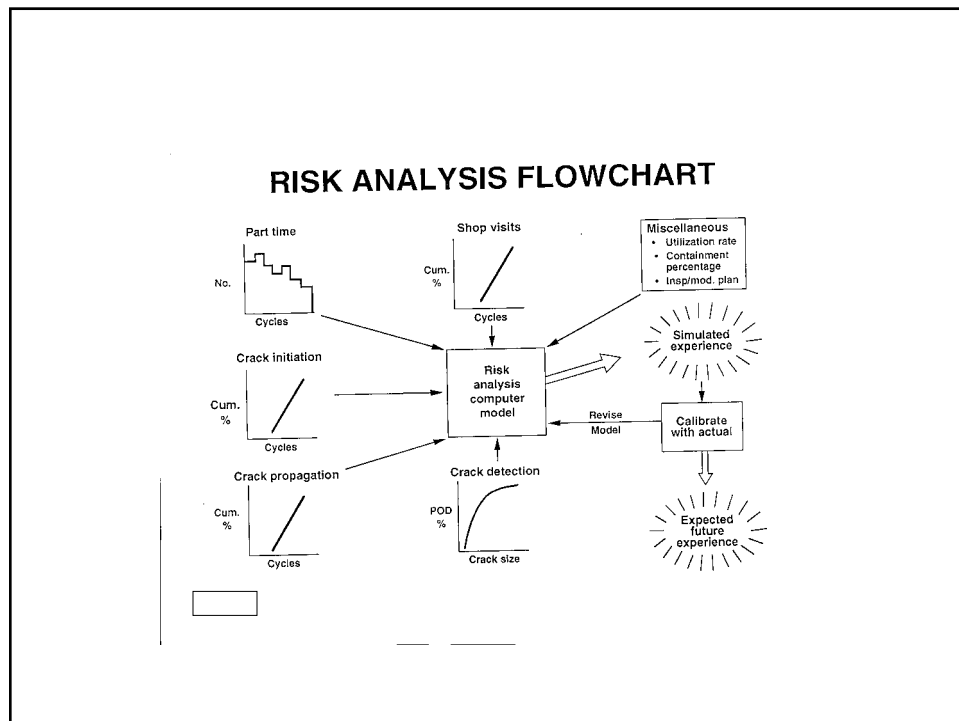 RISK ANALYSIS FLOWCHART
Part time
No.
Cycles
Shop visits
Cum.
%
Cycles
Miscellaneous
• Utilization rate
• Containment
percentage
• Insp/mod. plan
Simulated
experience
Crack initiation
Cum.
%
Cycles
Risk
analysis
computer
model
Revise
Model
Calibrate
with actual
Crack propagation
Cum.
%
Cycles
Crack detection
POD
%
Crack size
Expected
future
experience